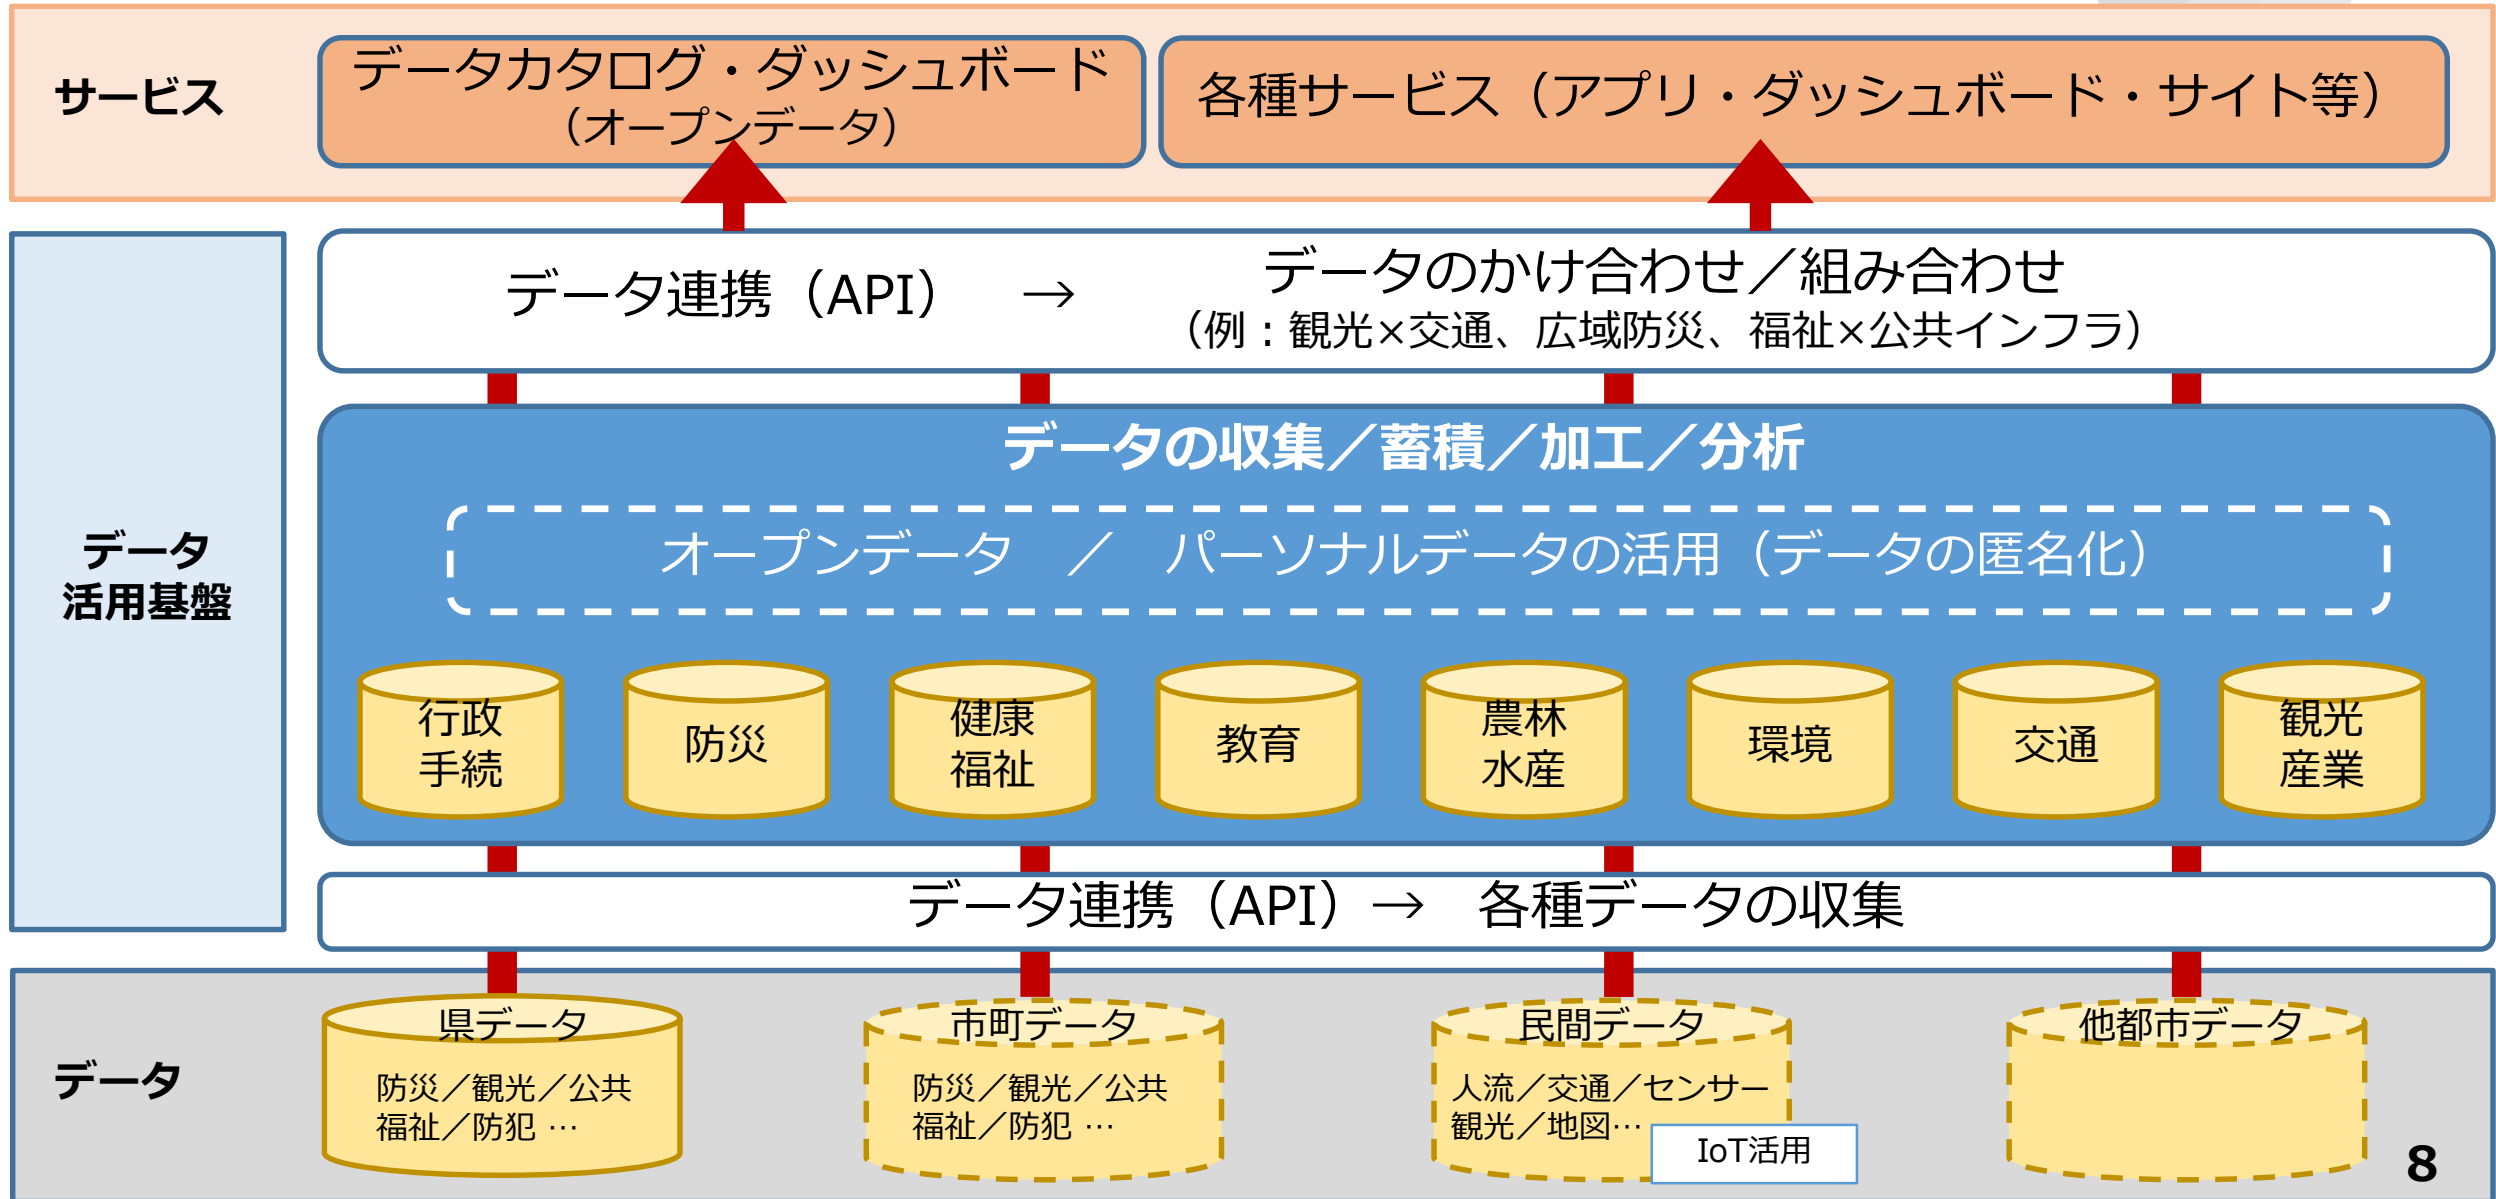 サービス
データカタログ・ダッシュボード
（オープンデータ）
各種サービス（アプリ・ダッシュボード・サイト等）
データ
活用基盤
データ連携（API）　→
データのかけ合わせ／組み合わせ
（例：観光×交通、広域防災、福祉×公共インフラ）
データの収集／蓄積／加工／分析
オープンデータ　／　パーソナルデータの活用（データの匿名化）
行政
手続
防災
健康
福祉
教育
農林
水産
環境
交通
観光
産業
データ連携（API）→　各種データの収集
データ
県データ
防災／観光／公共
福祉／防犯 …
市町データ
防災／観光／公共
福祉／防犯 …
民間データ
人流／交通／センサー
観光／地図…
IoT活用
他都市データ
8